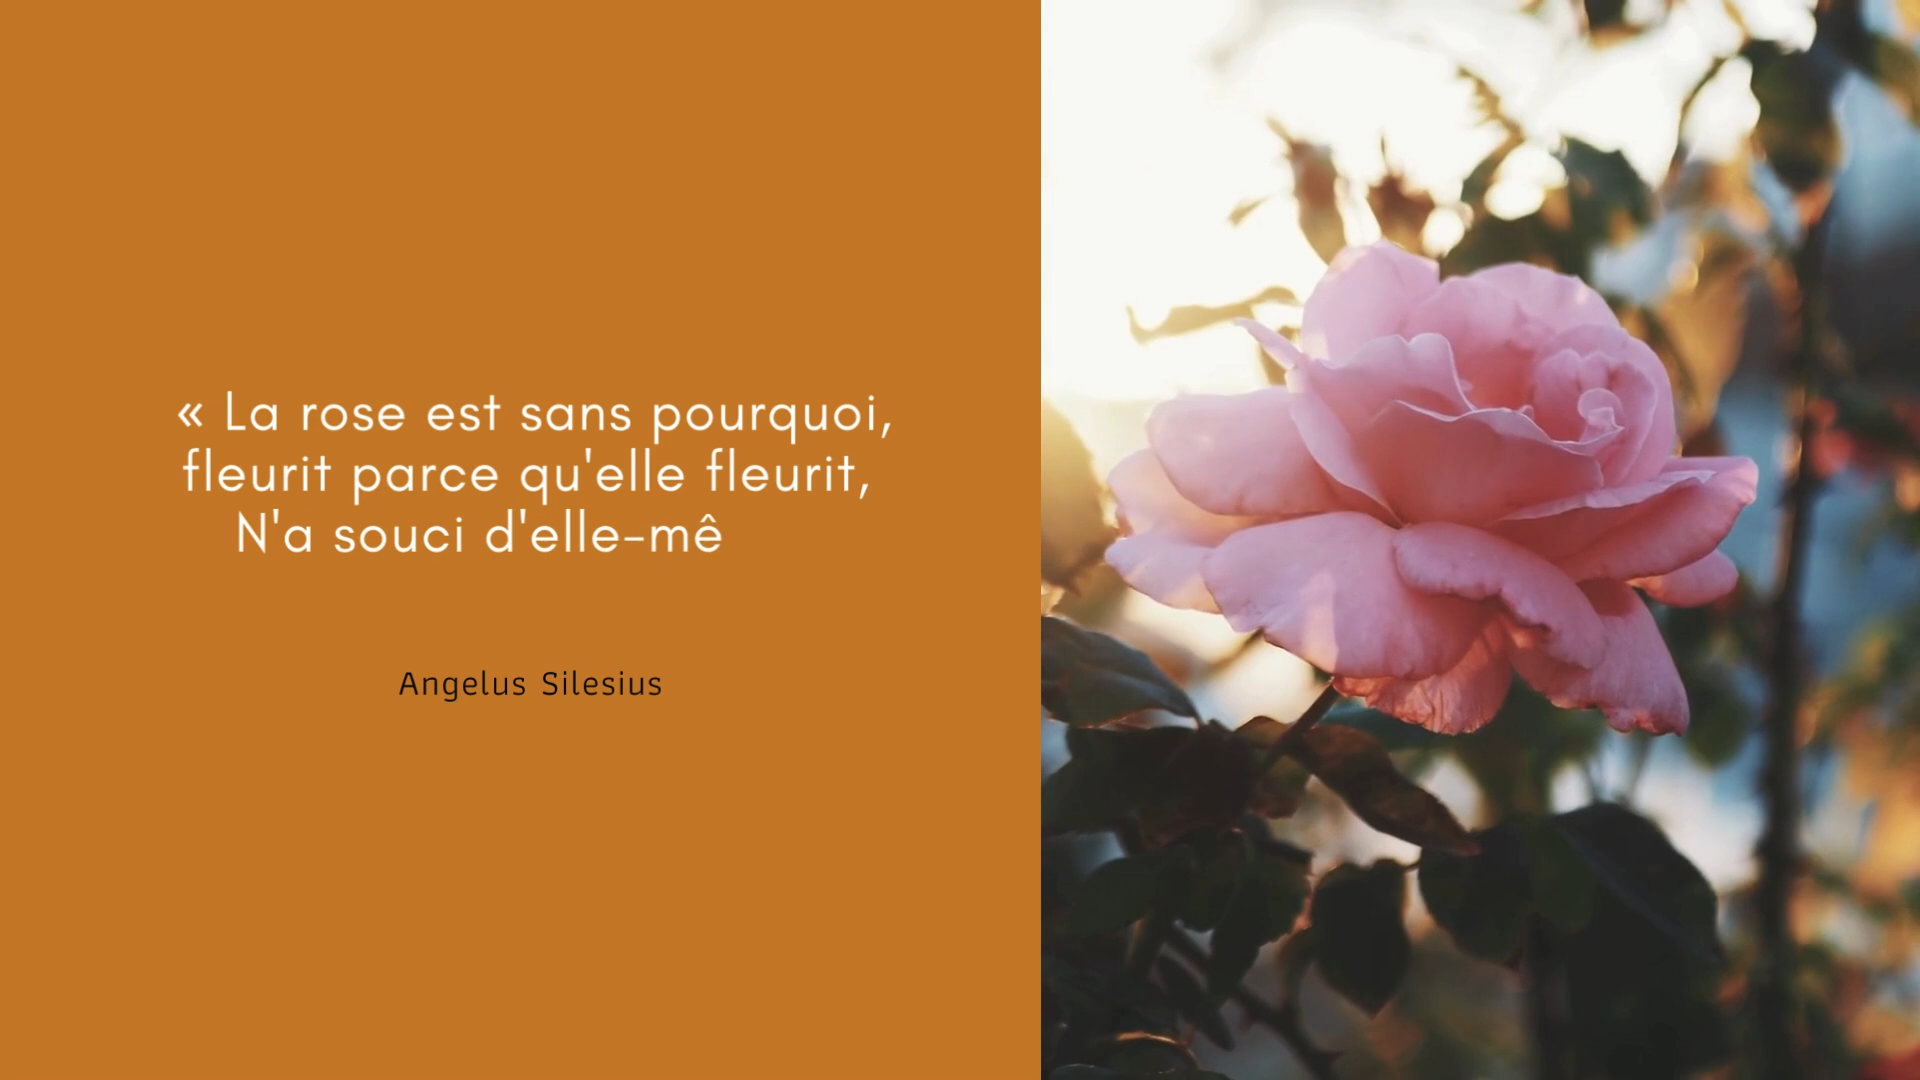 « La rose est sans pourquoi,
fleurit parce qu'elle fleurit,
N'a souci d'elle-mê
Angelus Silesius